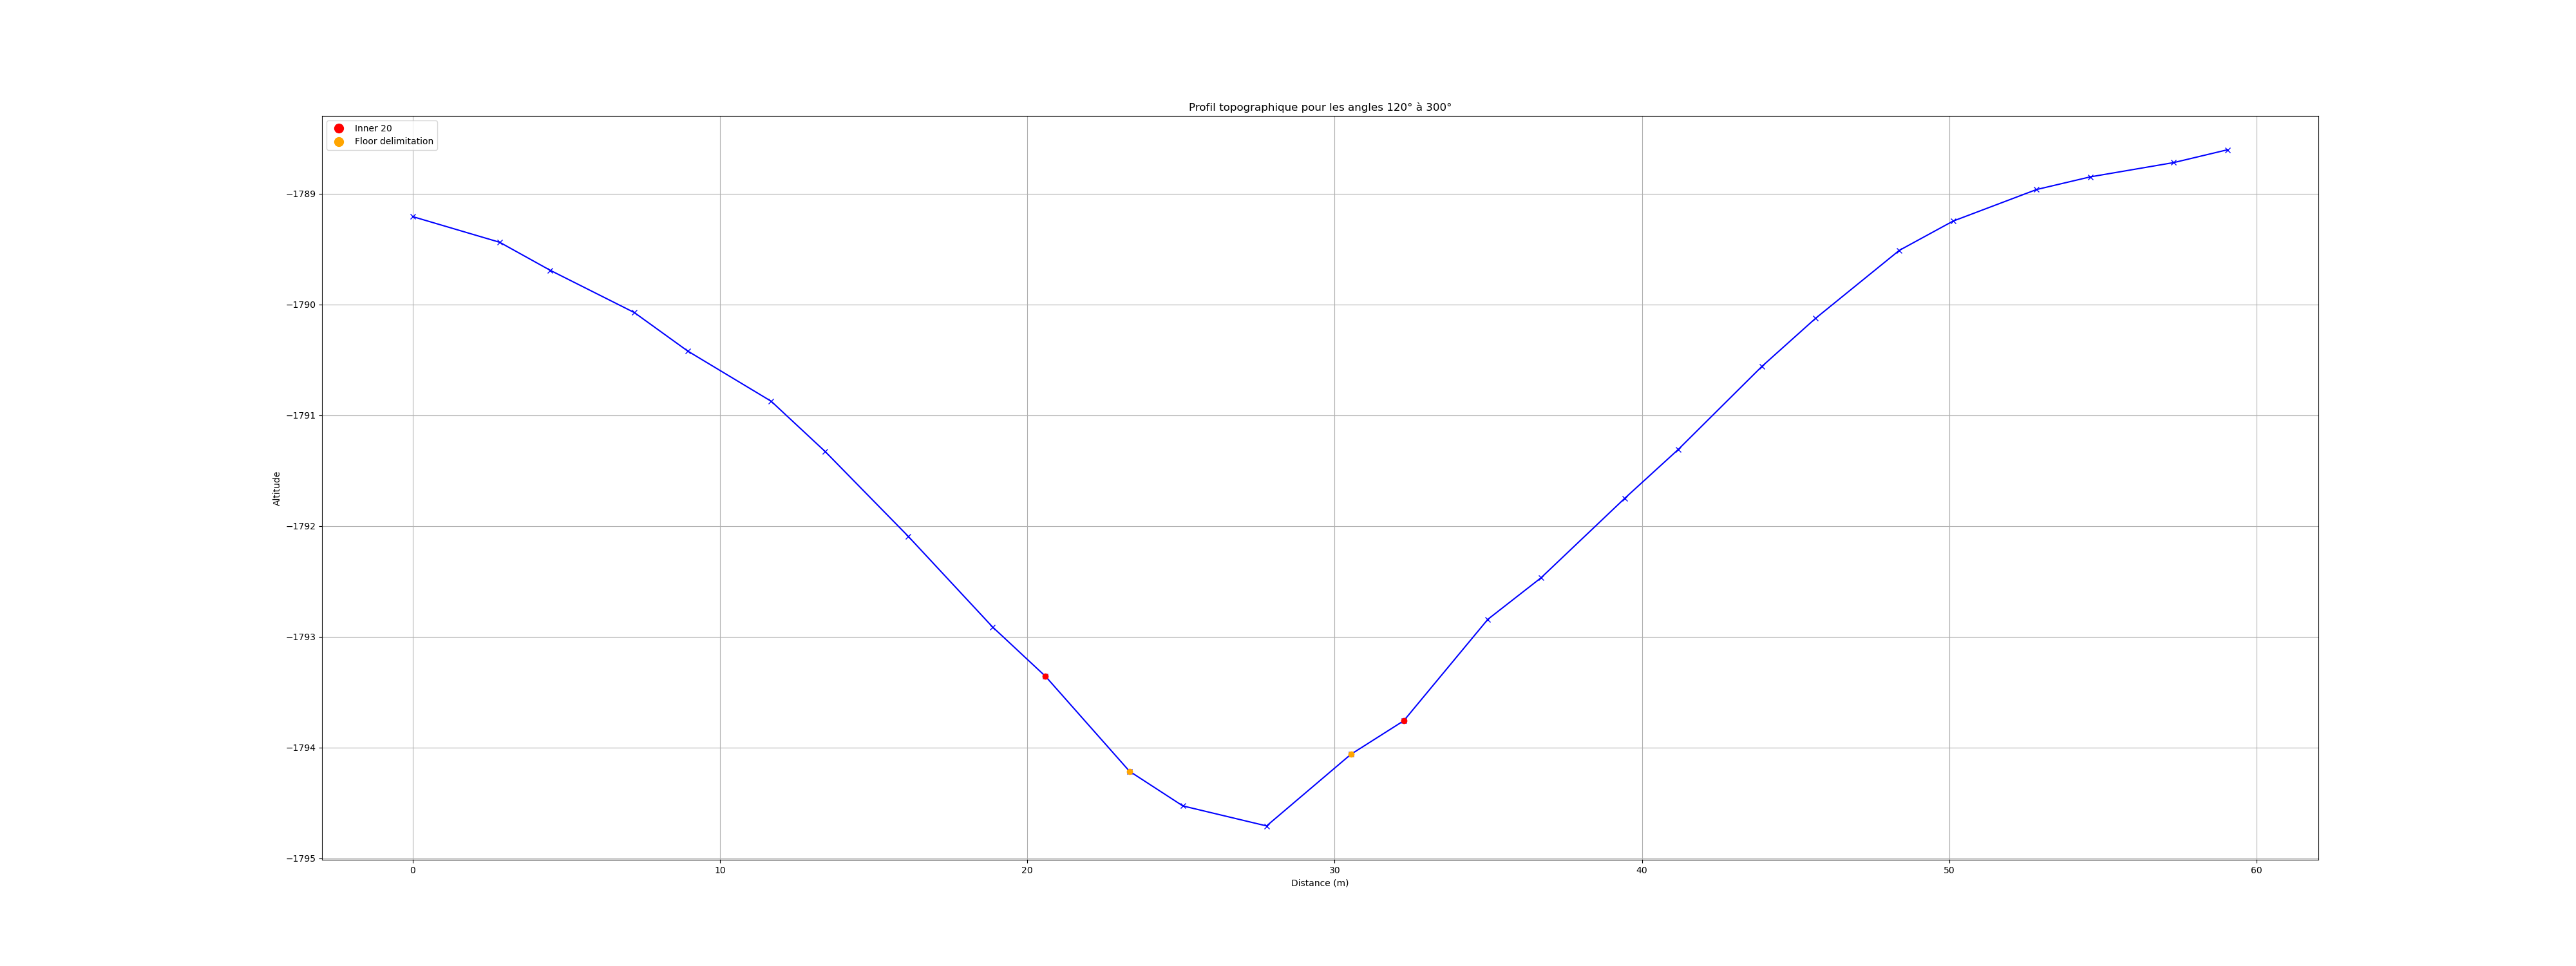 Profil topographique pour les angles 120° à 300°
Inner 20
Floor delimitation
−1789
−1790
−1791
−1792
−1793
−1794
−1795
Altitude
0 10 20 30 40 50 60
Distance (m)